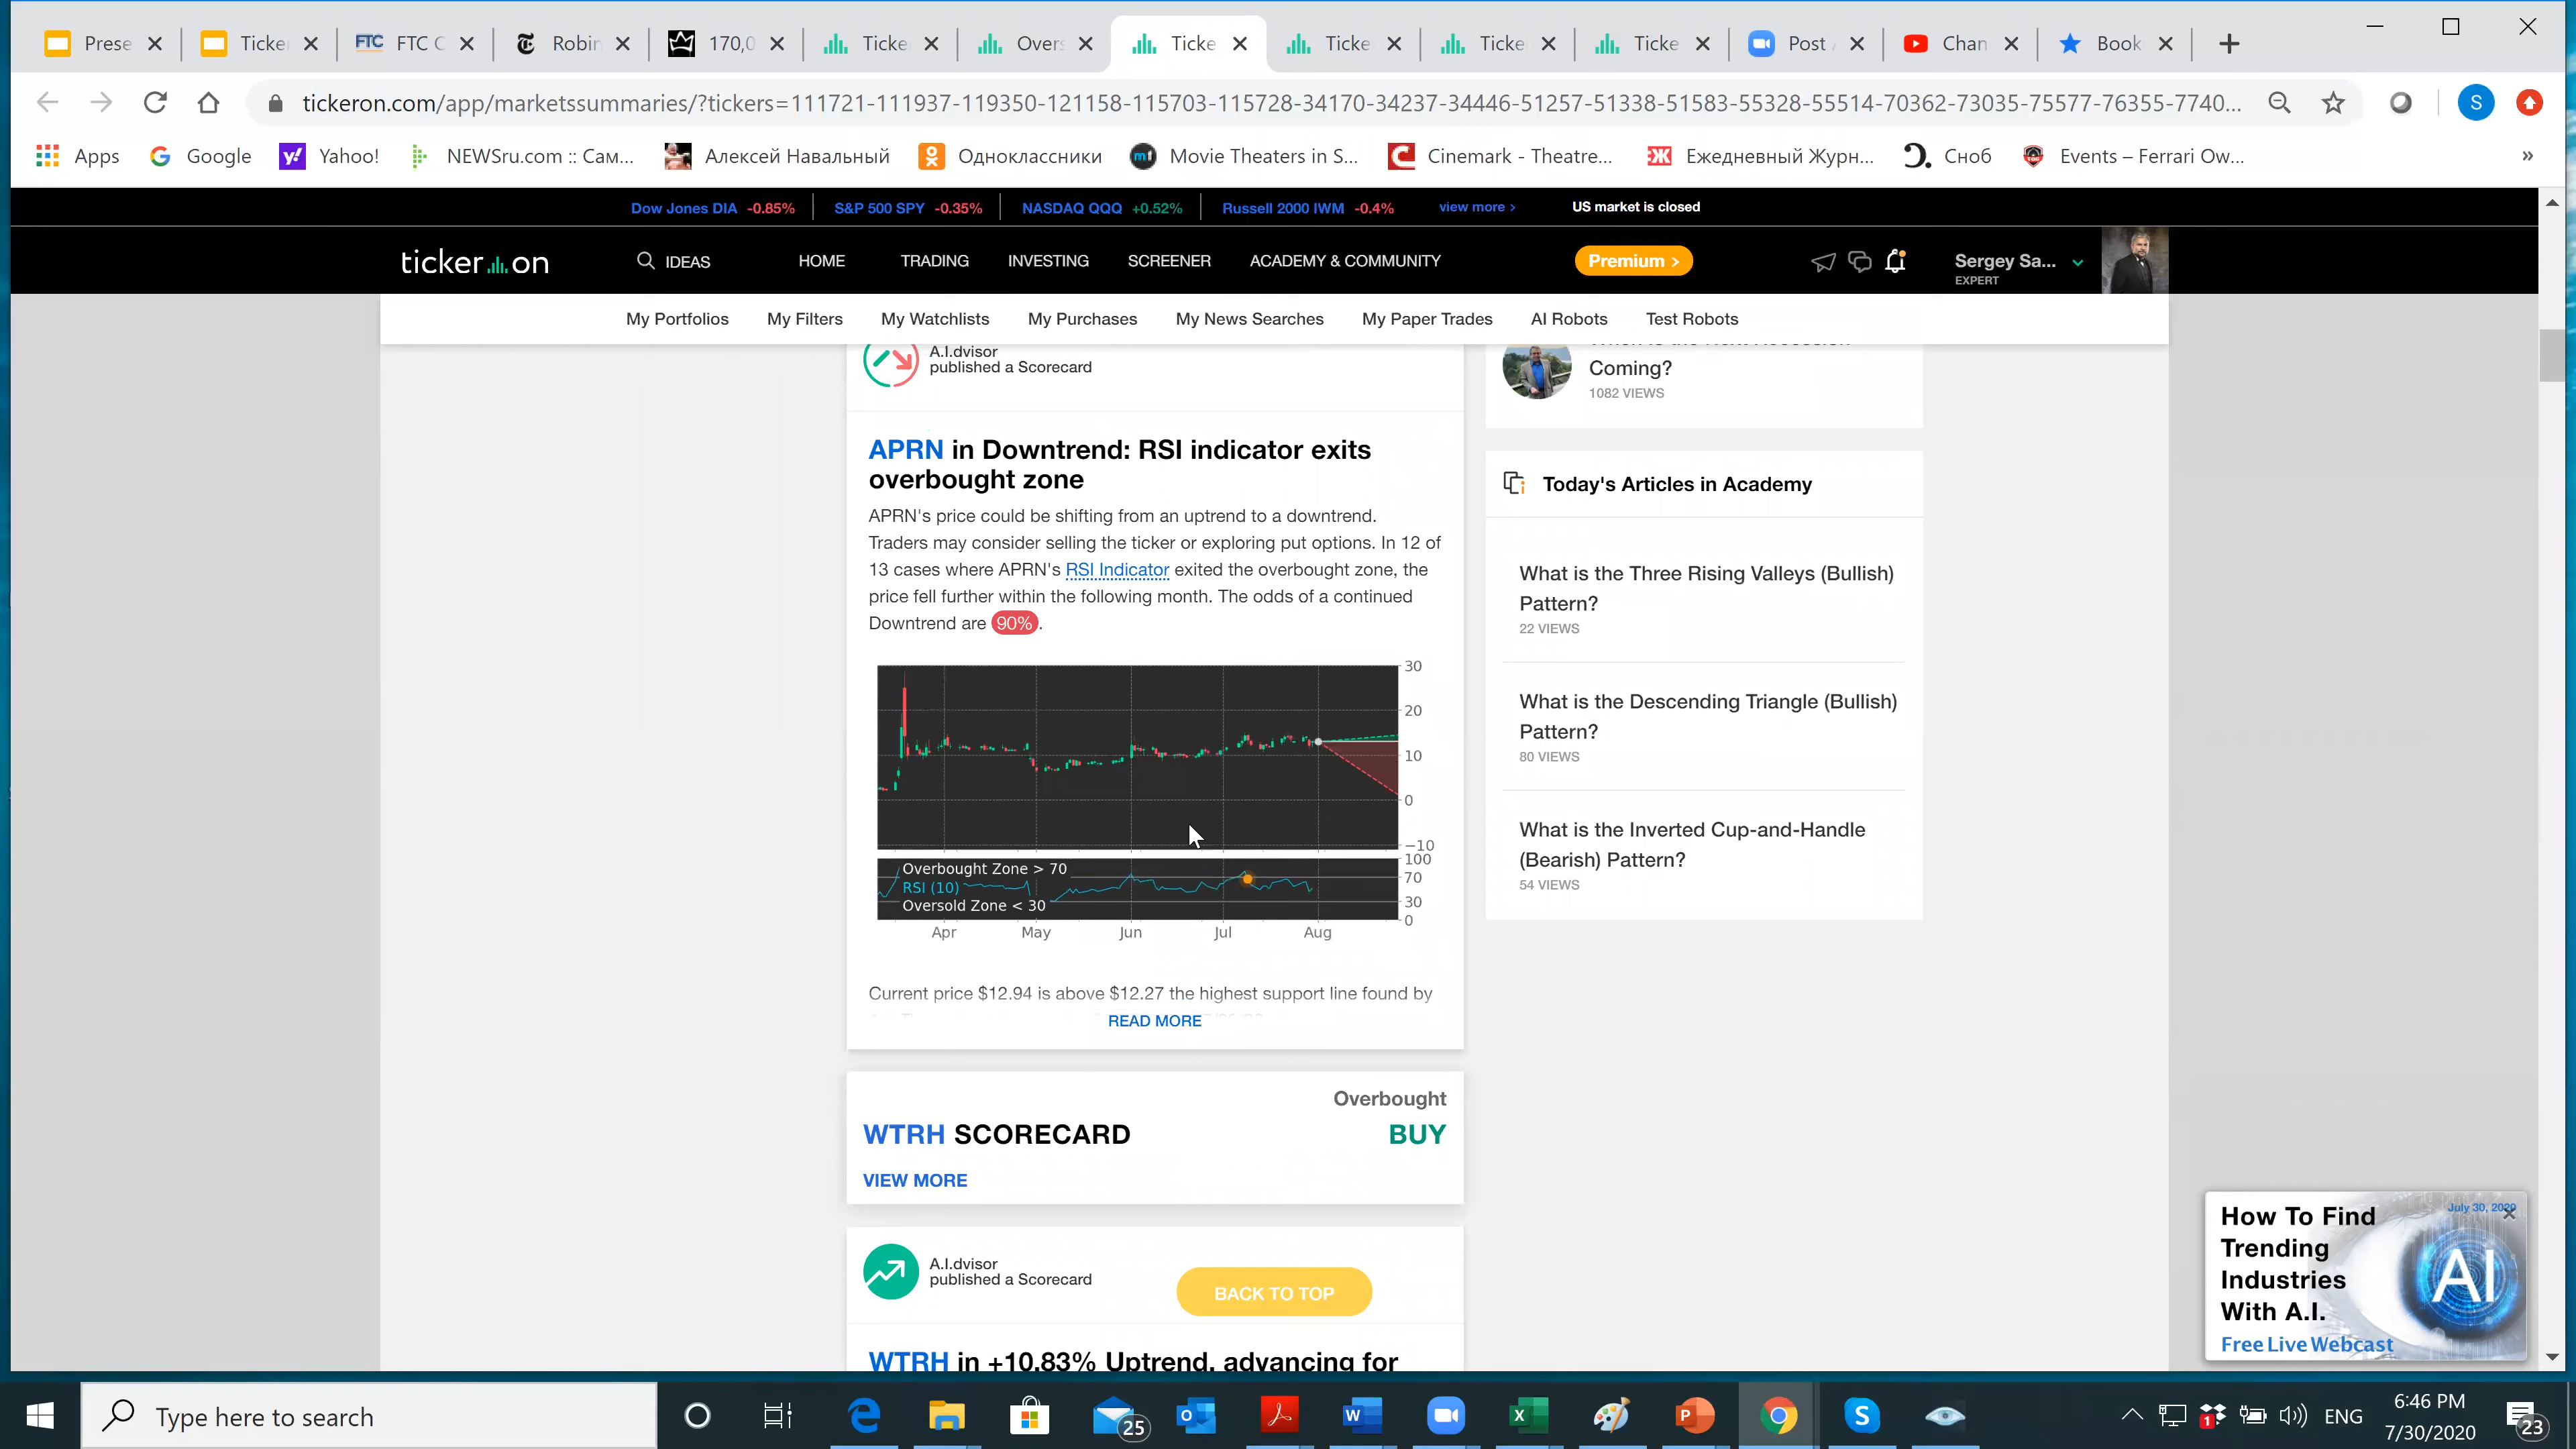 Prese
Ticke
FTC FTC C
Robin
170,0
Ticke
Overs
Ticke
Ticke
Ticke
Ticke
Post
Chan
Book
tickeron.com/app/marketssummaries/?tickers=111721-111937-119350-121158-115703-115728-34170-34237-34446-51257-51338-51583-55328-55514-70362-73035-75577-76355-7740...
S
Apps
Google
Yahoo!
NEWSru.com :: Сам...
Алексей Навальный
Одноклассники
Movie Theaters in S...
Cinemark - Theatre...
Ежедневный Журн...
Сноб
Events – Ferrari Ow...
»
Dow Jones DIA -0.85%
S&P 500 SPY -0.35%
NASDAQ QQQ +0.52%
Russell 2000 IWM -0.4%
view more >
US market is closed
tickeron
IDEAS
HOME
TRADING
INVESTING
SCREENER
ACADEMY & COMMUNITY
Premium >
Sergey Sa...
EXPERT
My Portfolios
My Filters
My Watchlists
My Purchases
My News Searches
My Paper Trades
AI Robots
Test Robots
A.I.dvisor
published a Scorecard
APRN in Downtrend: RSI indicator exits
overbought zone
APRN's price could be shifting from an uptrend to a downtrend.
Traders may consider selling the ticker or exploring put options. In 12 of
13 cases where APRN's RSI Indicator exited the overbought zone, the
price fell further within the following month. The odds of a continued
Downtrend are 90%.
30
20
10
0
−10
100
70
30
0
Overbought Zone > 70
RSI (10)
Oversold Zone < 30
Apr
May
Jun
Jul
Aug
Current price $12.94 is above $12.27 the highest support line found by
READ MORE
Overbought
WTRH SCORECARD
BUY
VIEW MORE
A.I.dvisor
published a Scorecard
BACK TO TOP
WTRH in +10.83% Uptrend, advancing for
Coming?
1082 VIEWS
Today's Articles in Academy
What is the Three Rising Valleys (Bullish)
Pattern?
22 VIEWS
What is the Descending Triangle (Bullish)
Pattern?
80 VIEWS
What is the Inverted Cup-and-Handle
(Bearish) Pattern?
54 VIEWS
July 30, 2020
How To Find
Trending
Industries
With A.I.
AI
Free Live Webcast
Type here to search
25
1
ENG
6:46 PM
7/30/2020
23